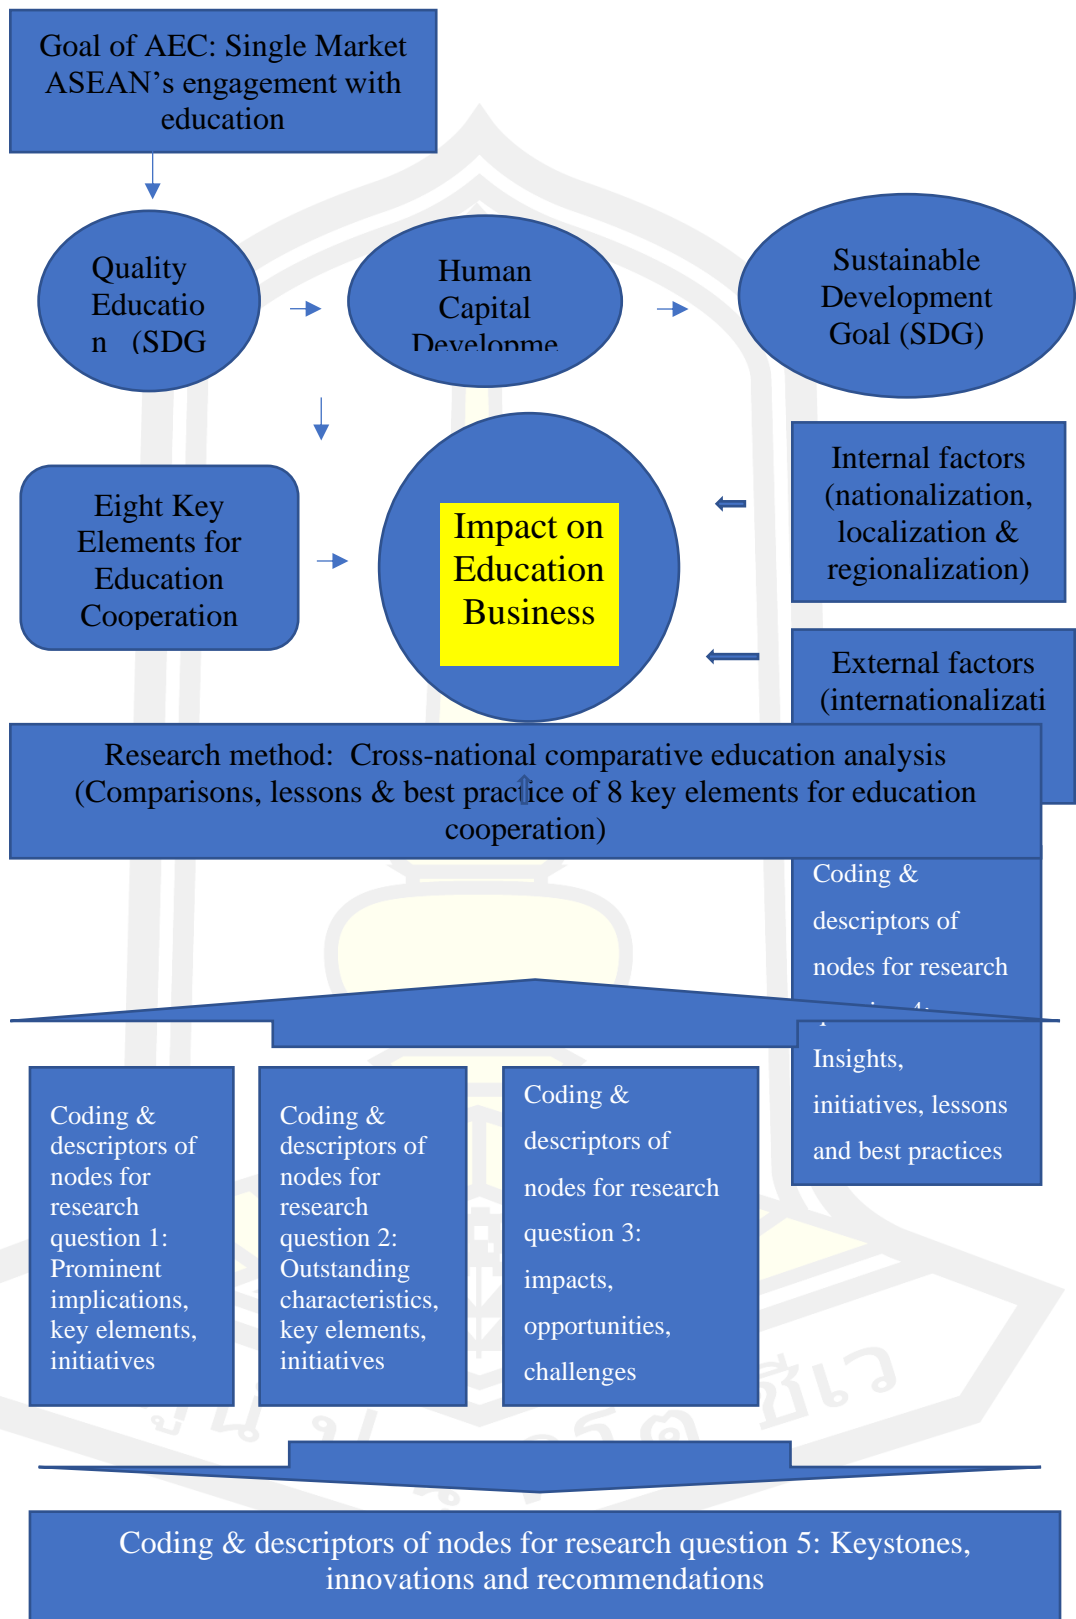 Goal of AEC: Single Market
ASEAN’s engagement with
education
Quality
Educatio
n (SDG
Human
Capital
Developme
Sustainable
Development
Goal (SDG)
Eight Key
Elements for
Education
Cooperation
Impact on
Education
Business
Internal factors
(nationalization,
localization &
regionalization)
External factors
(internationalizati
Research method: Cross-national comparative education analysis
(Comparisons, lessons & best practice of 8 key elements for education
cooperation)
Coding &
descriptors of
nodes for research
Insights,
initiatives, lessons
and best practices
Coding &
descriptors of
nodes for
research
question 1:
Prominent
implications,
key elements,
initiatives
Coding &
descriptors of
nodes for
research
question 2:
Outstanding
characteristics,
key elements,
initiatives
Coding &
descriptors of
nodes for research
question 3:
impacts,
opportunities,
challenges
Coding & descriptors of nodes for research question 5: Keystones,
innovations and recommendations